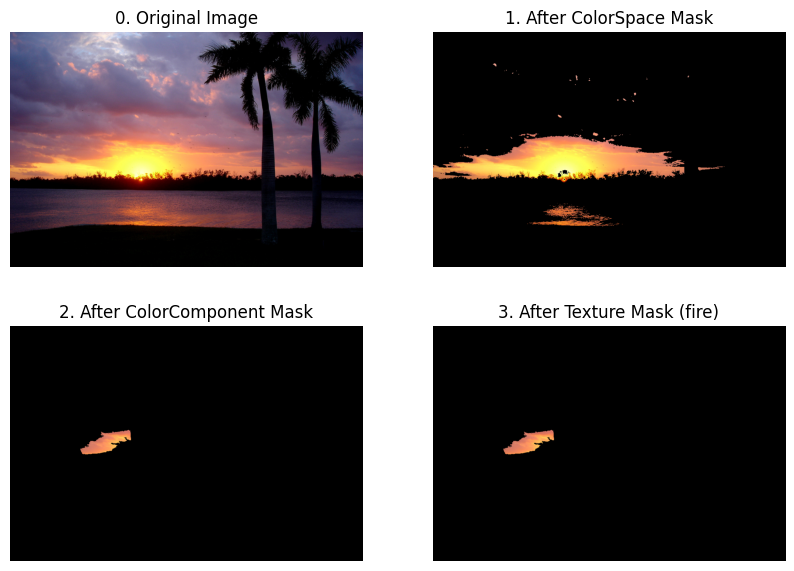 0. Original Image
1. After ColorSpace Mask
2. After ColorComponent Mask
3. After Texture Mask (fire)